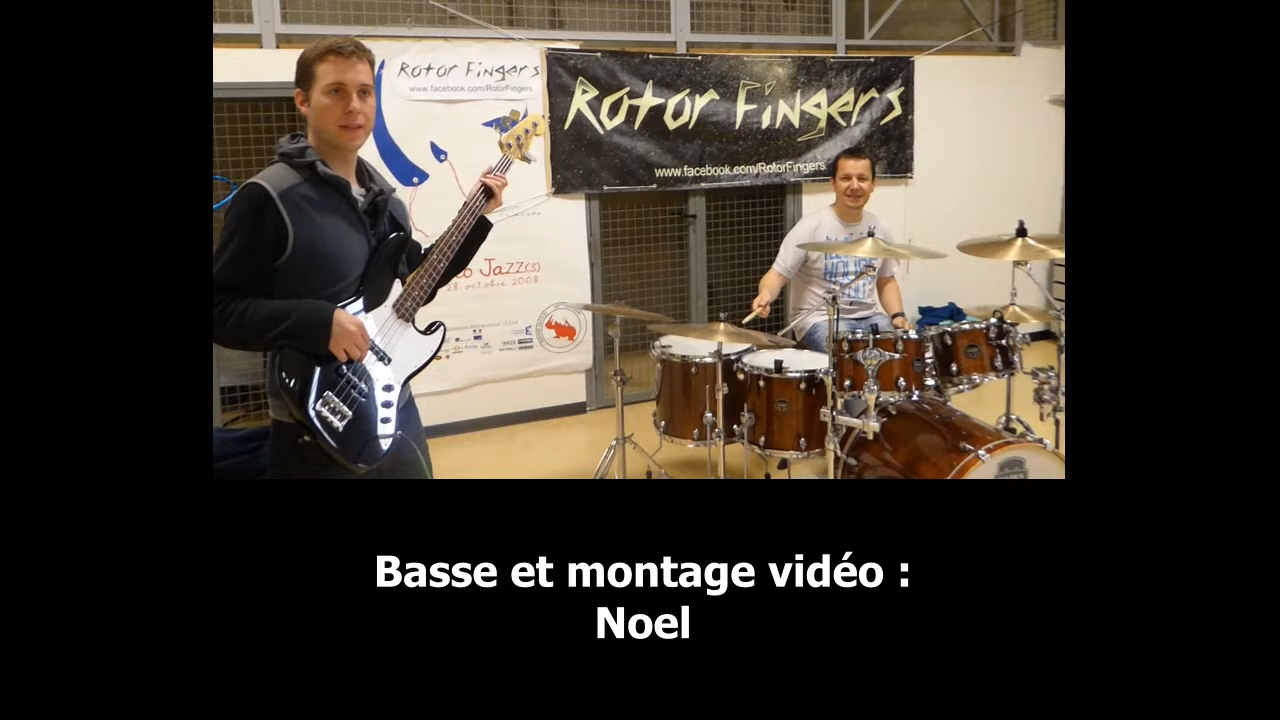 Rotor Fingers
www.facebook.com/RotorFingers
Rotor Fingers
www.facebook.com/RotorFingers
Jazz(s)
28 octobre 2008
Basse et montage vidéo :
Noel